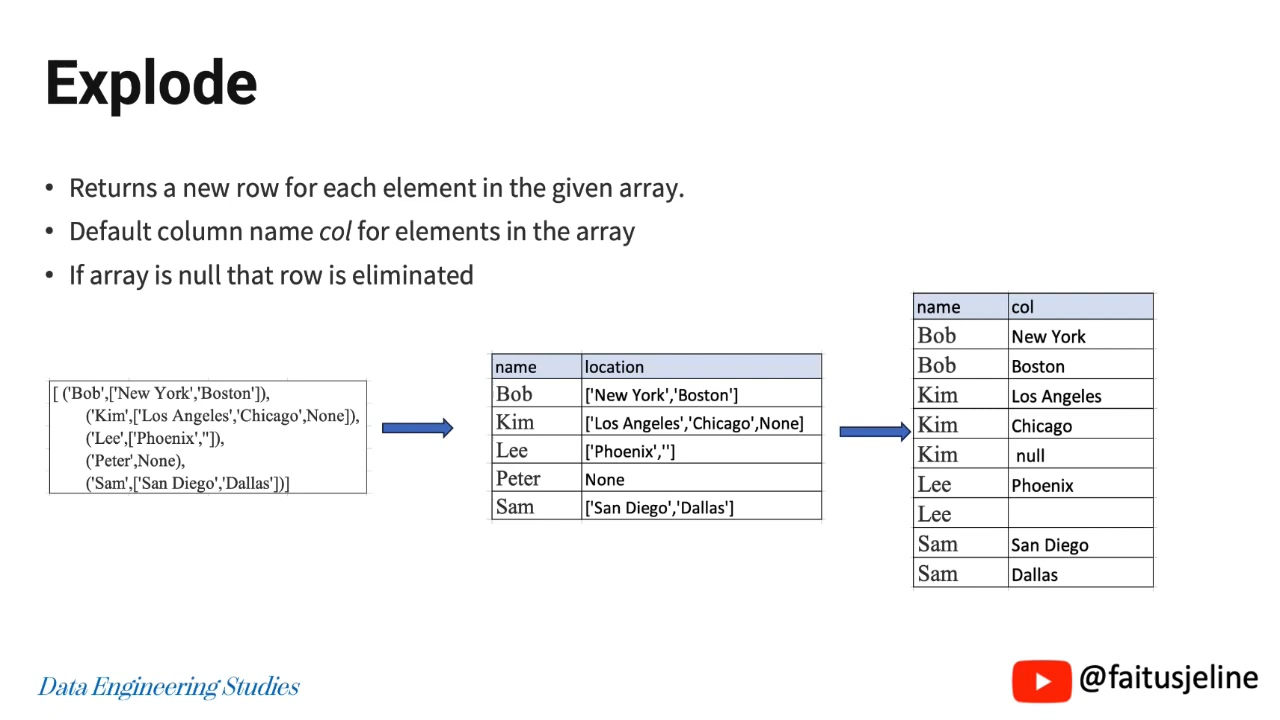 Explode
• Returns a new row for each element in the given array.
• Default column name col for elements in the array
• If array is null that row is eliminated
[ ('Bob',['New York','Boston']),
('Kim',['Los Angeles','Chicago',None]),
('Lee',['Phoenix','']),
('Peter',None),
('Sam',['San Diego','Dallas'])]
name location
Bob ['New York','Boston']
Kim ['Los Angeles','Chicago',None]
Lee ['Phoenix','']
Peter None
Sam ['San Diego','Dallas']
name col
Bob New York
Bob Boston
Kim Los Angeles
Kim Chicago
Kim null
Lee Phoenix
Lee
Sam San Diego
Sam Dallas
Data Engineering Studies
@faitusjeline